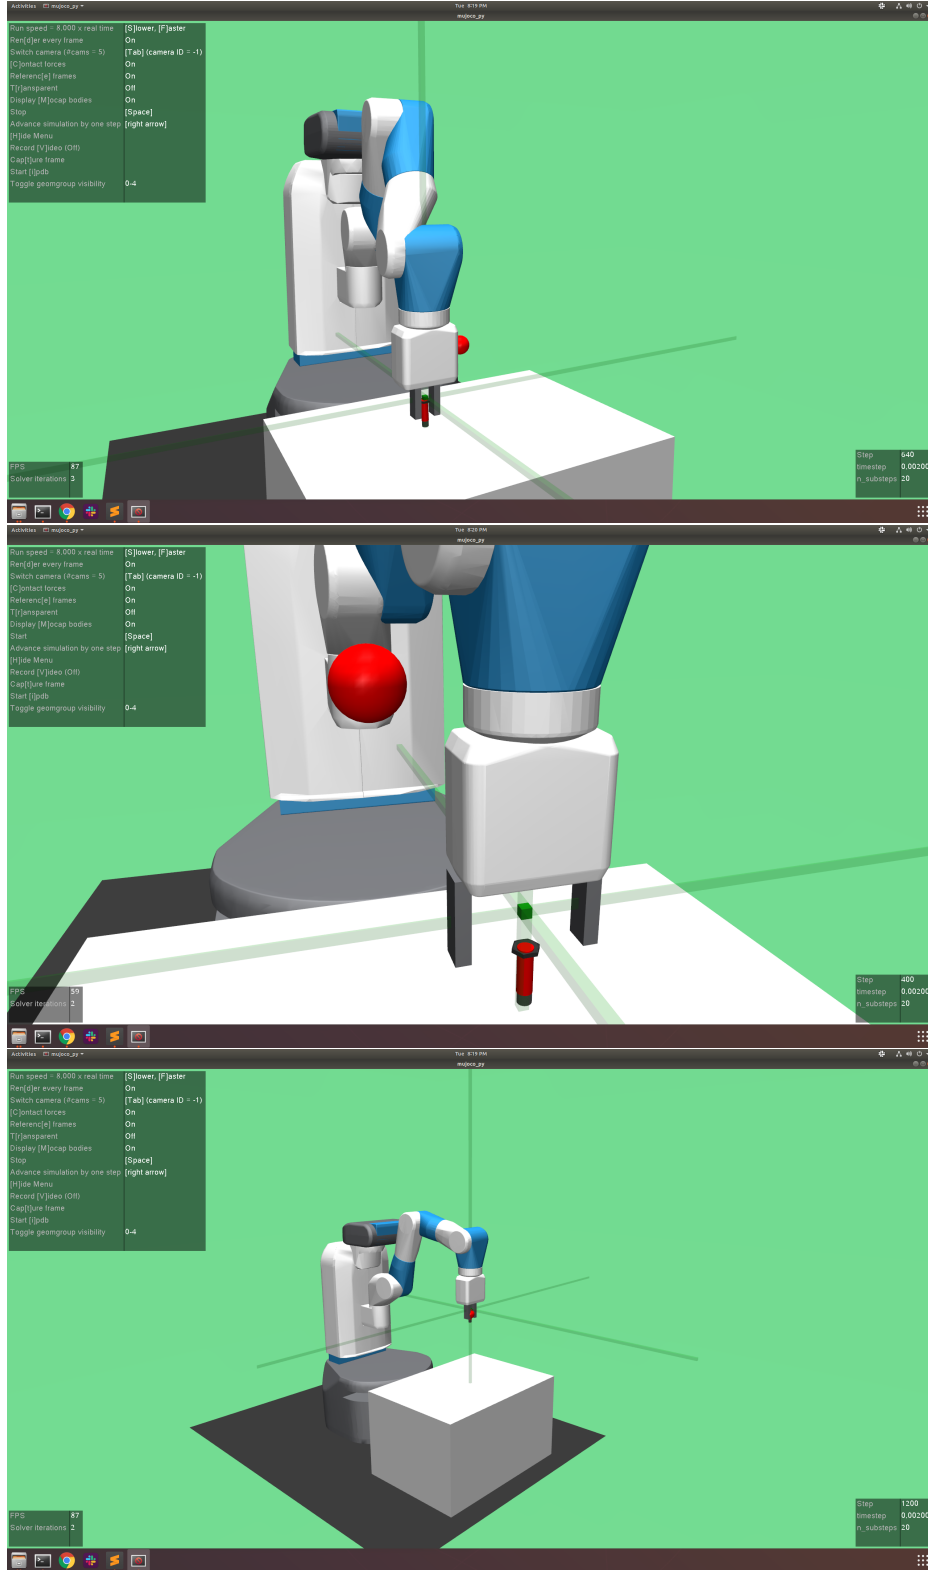 Activities mujoco_py Tue 8:19 PM
mujoco_py
Run speed = 8.000 x real time [S]lower, [F]aster
Ren[d]er every frame On
Switch camera (#cams = 5) [Tab] (camera ID = -1)
[C]ontact forces On
Referenc[e] frames On
T[r]ansparent Off
Display [M]ocap bodies On
Stop [Space]
Advance simulation by one step [right arrow]
[H]ide Menu
Record [V]ideo (Off)
Cap[t]ure frame
Start [i]pdb
Toggle geomgroup visibility 0-4
FPS 87
Solver iterations 3
Step 640
timestep 0.00200
n_substeps 20
Activities mujoco_py Tue 8:20 PM
mujoco_py
Run speed = 8.000 x real time [S]lower, [F]aster
Ren[d]er every frame On
Switch camera (#cams = 5) [Tab] (camera ID = -1)
[C]ontact forces On
Referenc[e] frames On
T[r]ansparent Off
Display [M]ocap bodies On
Start [Space]
Advance simulation by one step [right arrow]
[H]ide Menu
Record [V]ideo (Off)
Cap[t]ure frame
Start [i]pdb
Toggle geomgroup visibility 0-4
FPS 59
Solver iterations 2
Step 400
timestep 0.00200
n_substeps 20
Activities mujoco_py Tue 8:19 PM
mujoco_py
Run speed = 8.000 x real time [S]lower, [F]aster
Ren[d]er every frame On
Switch camera (#cams = 5) [Tab] (camera ID = -1)
[C]ontact forces On
Referenc[e] frames On
T[r]ansparent Off
Display [M]ocap bodies On
Stop [Space]
Advance simulation by one step [right arrow]
[H]ide Menu
Record [V]ideo (Off)
Cap[t]ure frame
Start [i]pdb
Toggle geomgroup visibility 0-4
FPS 87
Solver iterations 2
Step 1200
timestep 0.00200
n_substeps 20